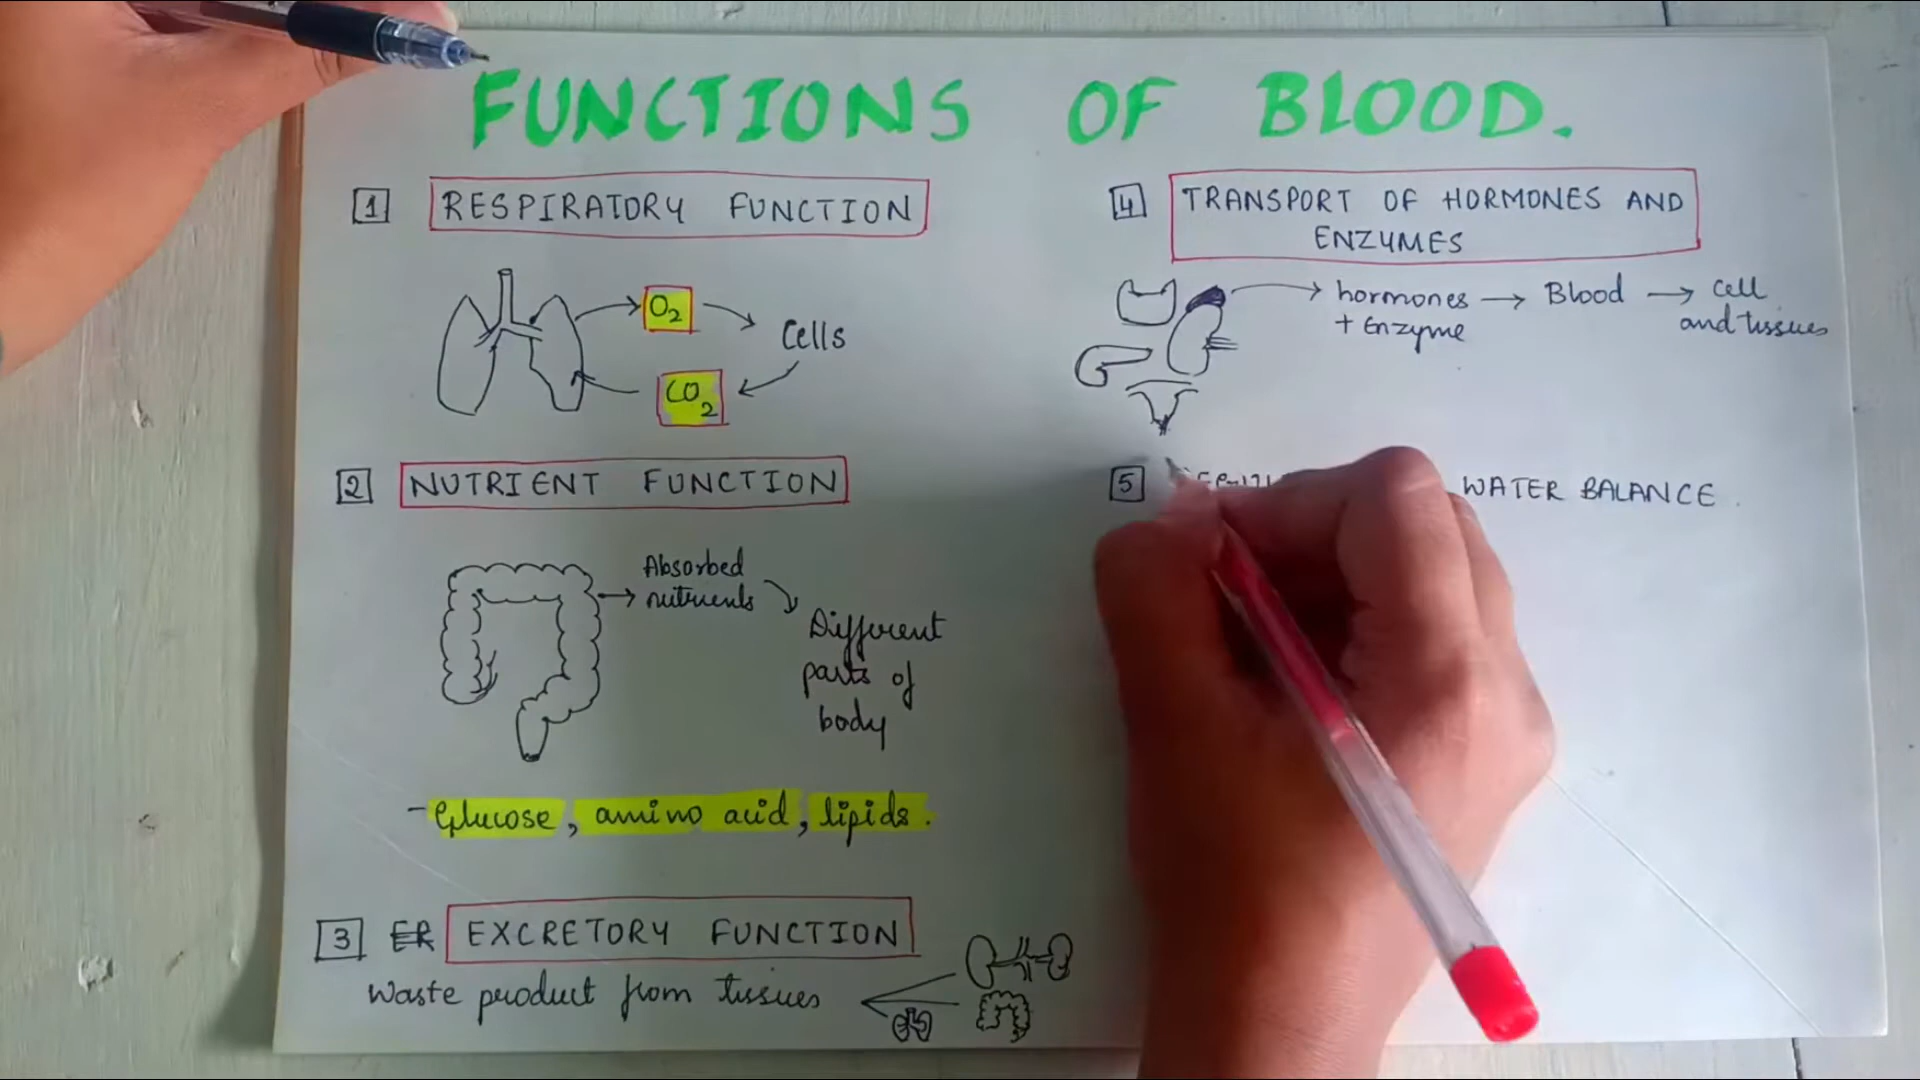 FUNCTIONS OF BLOOD.
1 RESPIRATORY FUNCTION
O2
Cells
CO2
2 NUTRIENT FUNCTION
Absorbed
nutrients
Different
parts of
body
- Glucose, amino acid, lipids.
3 ER EXCRETORY FUNCTION
Waste product from tissues
4 TRANSPORT OF HORMONES AND
ENZYMES
hormones → Blood → cell
+ Enzyme and tissues
5 WATER BALANCE.